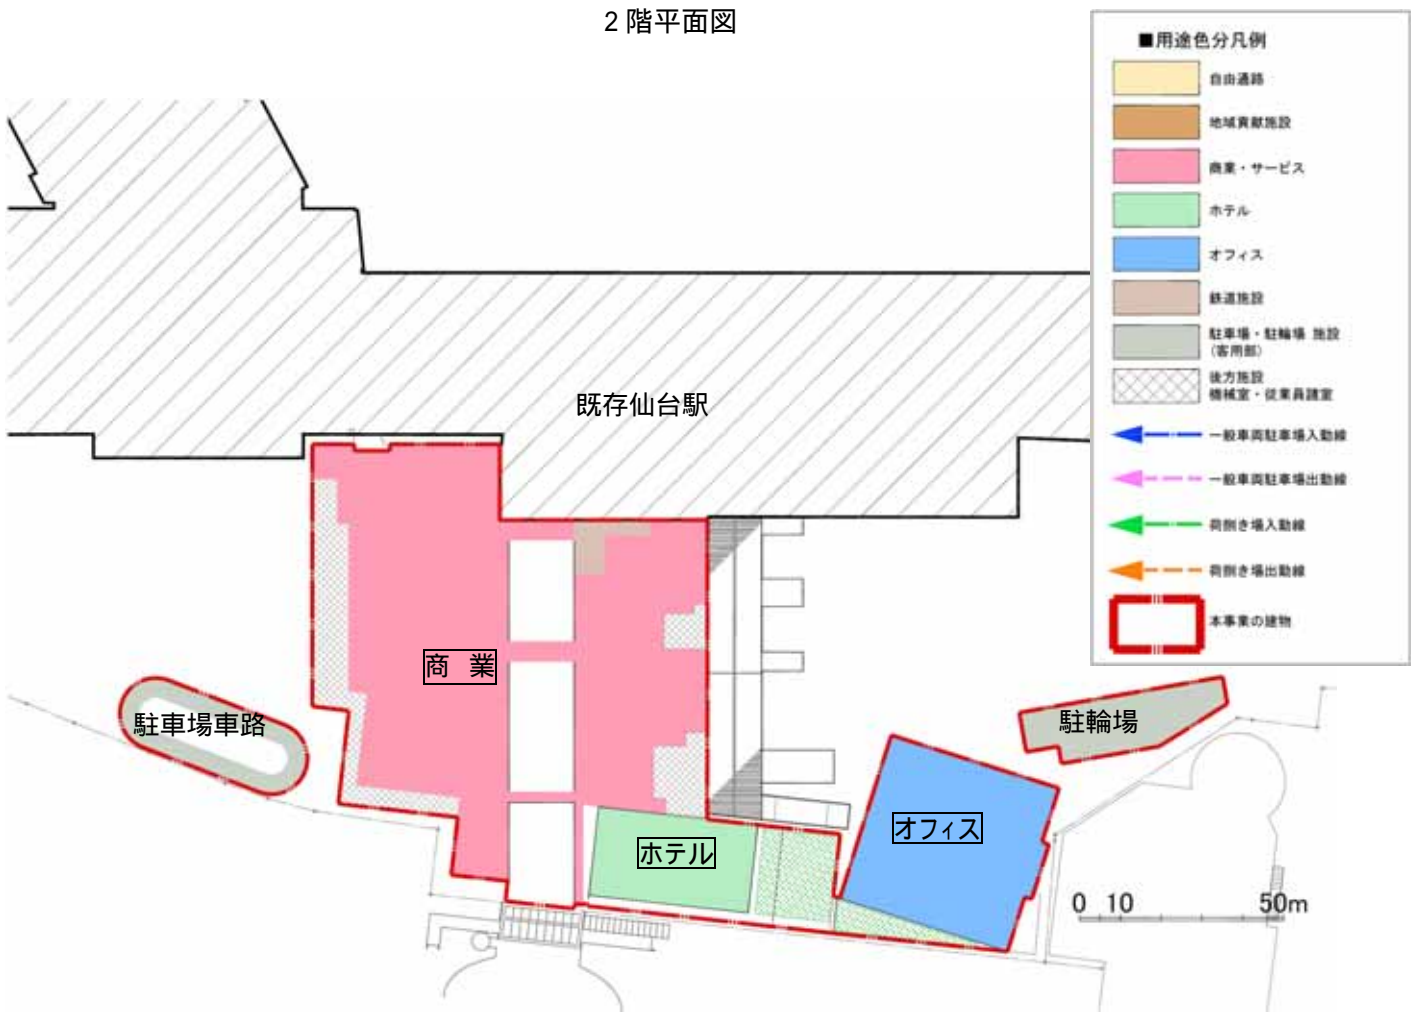 2階平面図
■用途色分凡例
自由通路
地域貢献施設
商業・サービス
ホテル
オフィス
鉄道施設
駐車場・駐輪場 施設
(客用部)
後方施設
機械室・従業員諸室
一般車両駐車場入動線
一般車両駐車場出動線
荷捌き場入動線
荷捌き場出動線
本事業の建物
既存仙台駅
商 業
駐車場車路
駐輪場
オフィス
ホテル
0 10 50m